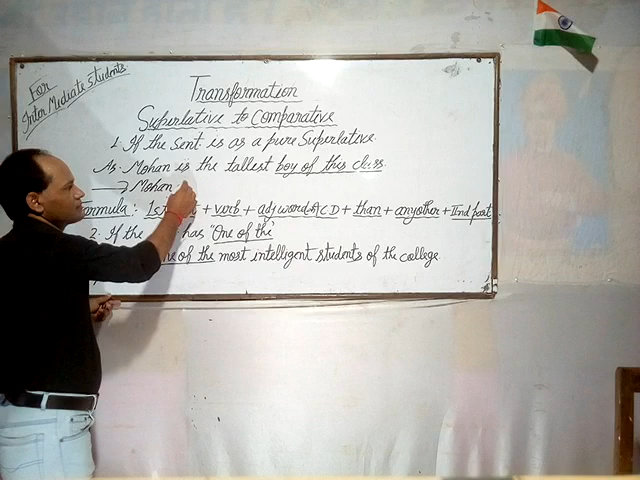 For
Inter Mediate Students
Transformation
Superlative to Comparative
1. If the Sent. is as a pure Superlative.
As. Mohan is the tallest boy of this class.
→ Mohan
Formula: 1st + verb + adj word CD + than + any other + IInd part
2. If the has "One of the
of the most intelligent students of the college